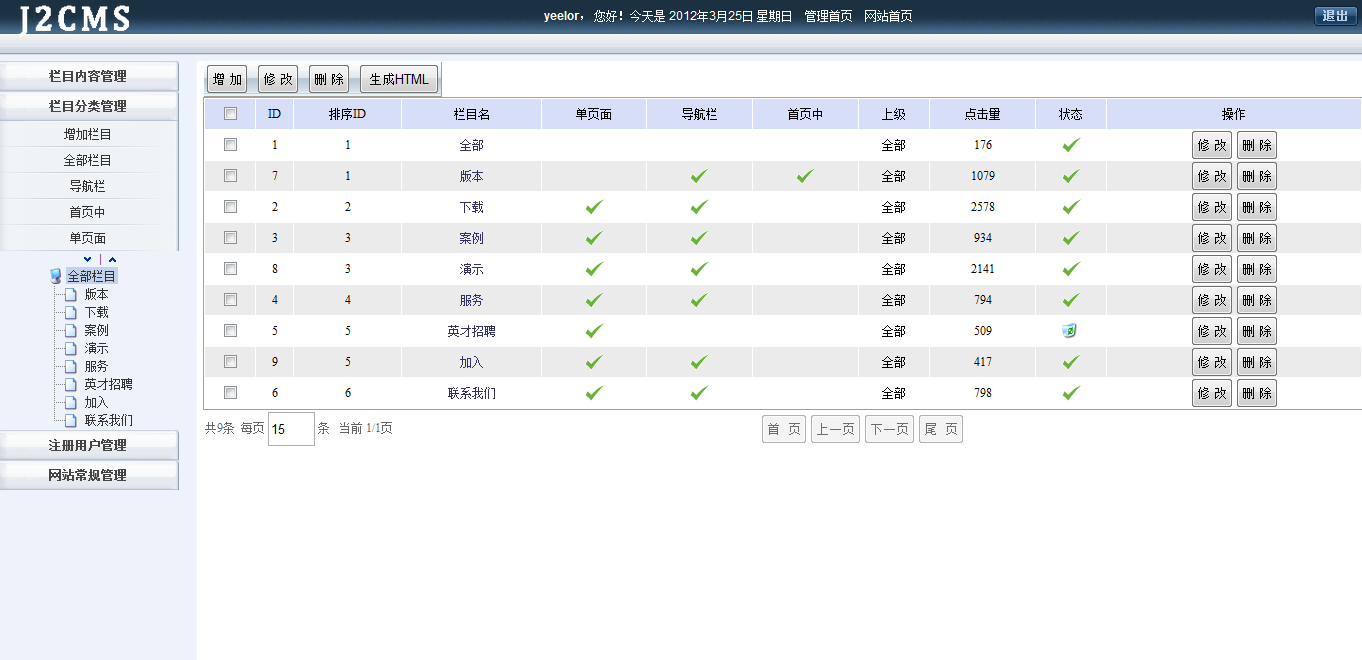 J2CMS
yeelor，您好！今天是 2012年3月25日 星期日 管理首页 网站首页
退出
栏目内容管理
栏目分类管理
增加栏目
全部栏目
导航栏
首页中
单页面
全部栏目
版本
下载
案例
演示
服务
英才招聘
加入
联系我们
注册用户管理
网站常规管理
增 加 修 改 删 除 生成HTML
ID 排序ID 栏目名 单页面 导航栏 首页中 上级 点击量 状态 操作
1 1 全部 全部 176 修 改 删 除
7 1 版本 全部 1079 修 改 删 除
2 2 下载 全部 2578 修 改 删 除
3 3 案例 全部 934 修 改 删 除
8 3 演示 全部 2141 修 改 删 除
4 4 服务 全部 794 修 改 删 除
5 5 英才招聘 全部 509 修 改 删 除
9 5 加入 全部 417 修 改 删 除
6 6 联系我们 全部 798 修 改 删 除
共9条 每页 15 条 当前 1/1页 首 页 上一页 下一页 尾 页